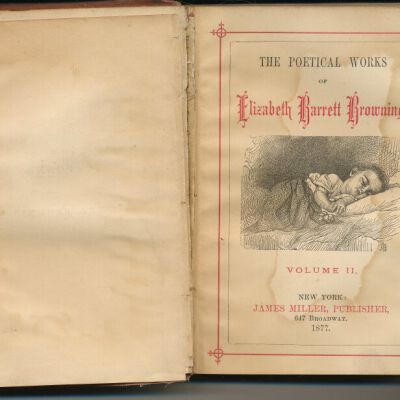 THE POETICAL WORKS
OF
Elizabeth Barrett Browning
VOLUME II.
NEW YORK:
JAMES MILLER, PUBLISHER,
647 BROADWAY.
1877.